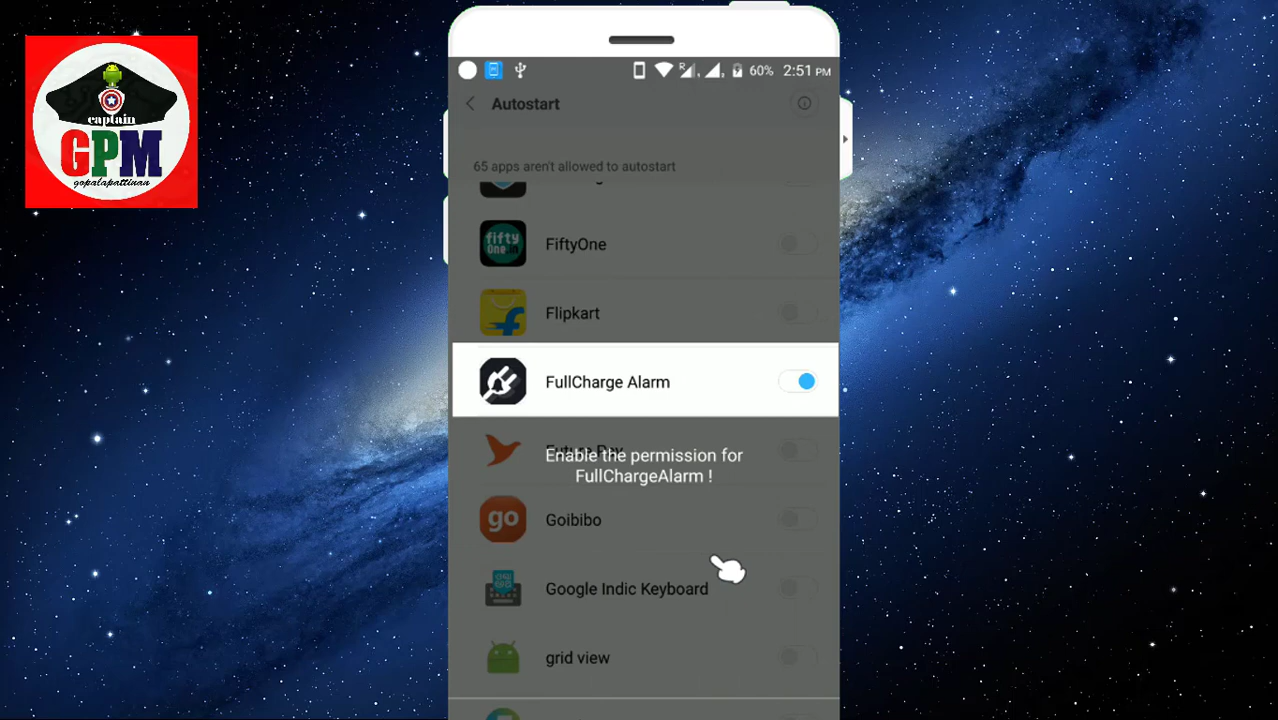 captain
GPM
gopalapattinan
R
60%
2:51 PM
Autostart
65 apps aren't allowed to autostart
fifty
One
FiftyOne
Flipkart
FullCharge Alarm
Enable the permission for
FullChargeAlarm !
go
Goibibo
Google Indic Keyboard
grid view